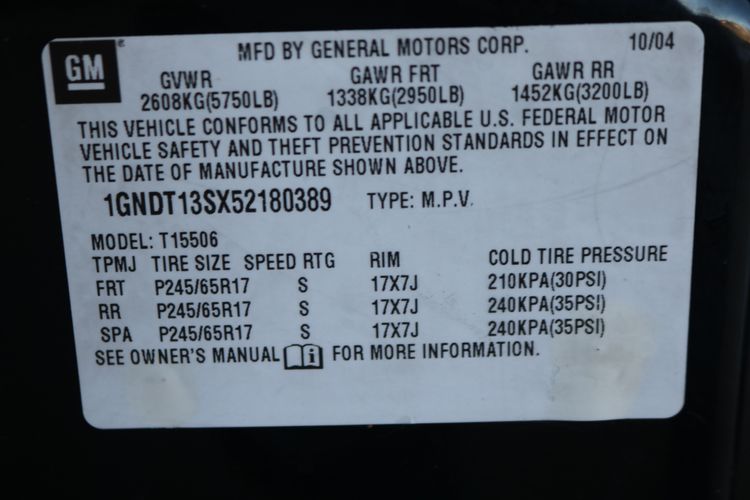 GM
MFD BY GENERAL MOTORS CORP. 10/04
GVWR GAWR FRT GAWR RR
2608KG(5750LB) 1338KG(2950LB) 1452KG(3200LB)
THIS VEHICLE CONFORMS TO ALL APPLICABLE U.S. FEDERAL MOTOR
VEHICLE SAFETY AND THEFT PREVENTION STANDARDS IN EFFECT ON
THE DATE OF MANUFACTURE SHOWN ABOVE.
1GNDT13SX52180389 TYPE: M.P.V.
MODEL: T15506
TPMJ TIRE SIZE SPEED RTG RIM COLD TIRE PRESSURE
FRT P245/65R17 S 17X7J 210KPA(30PSI)
RR P245/65R17 S 17X7J 240KPA(35PSI)
SPA P245/65R17 S 17X7J 240KPA(35PSI)
SEE OWNER'S MANUAL i FOR MORE INFORMATION.